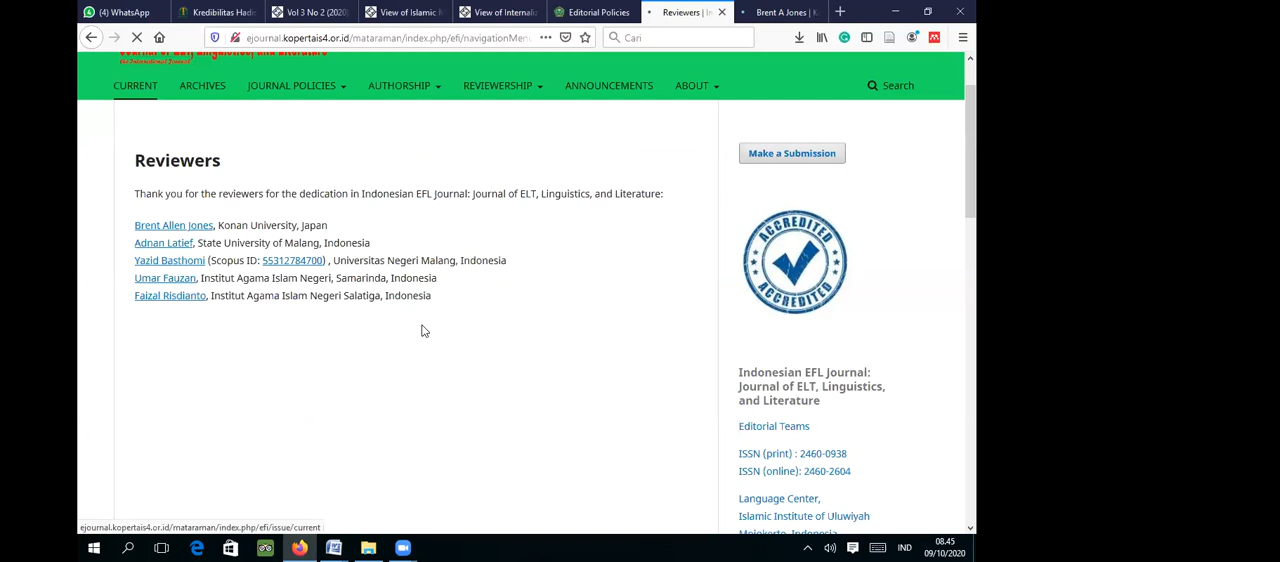 (4) WhatsApp
Kredibilitas Hadi
Vol 3 No 2 (2020)
View of Islamic R
View of Internali
Editorial Policies
Reviewers | In
Brent A Jones | K
ejournal.kopertais4.or.id/mataraman/index.php/efi/navigationMenu
Cari
the International Journal
CURRENT
ARCHIVES
JOURNAL POLICIES
AUTHORSHIP
REVIEWERSHIP
ANNOUNCEMENTS
ABOUT
Search
Reviewers
Thank you for the reviewers for the dedication in Indonesian EFL Journal: Journal of ELT, Linguistics, and Literature:
Brent Allen Jones, Konan University, Japan
Adnan Latief, State University of Malang, Indonesia
Yazid Basthomi (Scopus ID: 55312784700) , Universitas Negeri Malang, Indonesia
Umar Fauzan, Institut Agama Islam Negeri, Samarinda, Indonesia
Faizal Risdianto, Institut Agama Islam Negeri Salatiga, Indonesia
Make a Submission
ACCREDITED
ACCREDITED
Indonesian EFL Journal:
Journal of ELT, Linguistics,
and Literature
Editorial Teams
ISSN (print) : 2460-0938
ISSN (online): 2460-2604
Language Center,
Islamic Institute of Uluwiyah
Mojokerto, Indonesia
ejournal.kopertais4.or.id/mataraman/index.php/efi/issue/current
IND
08.45
09/10/2020